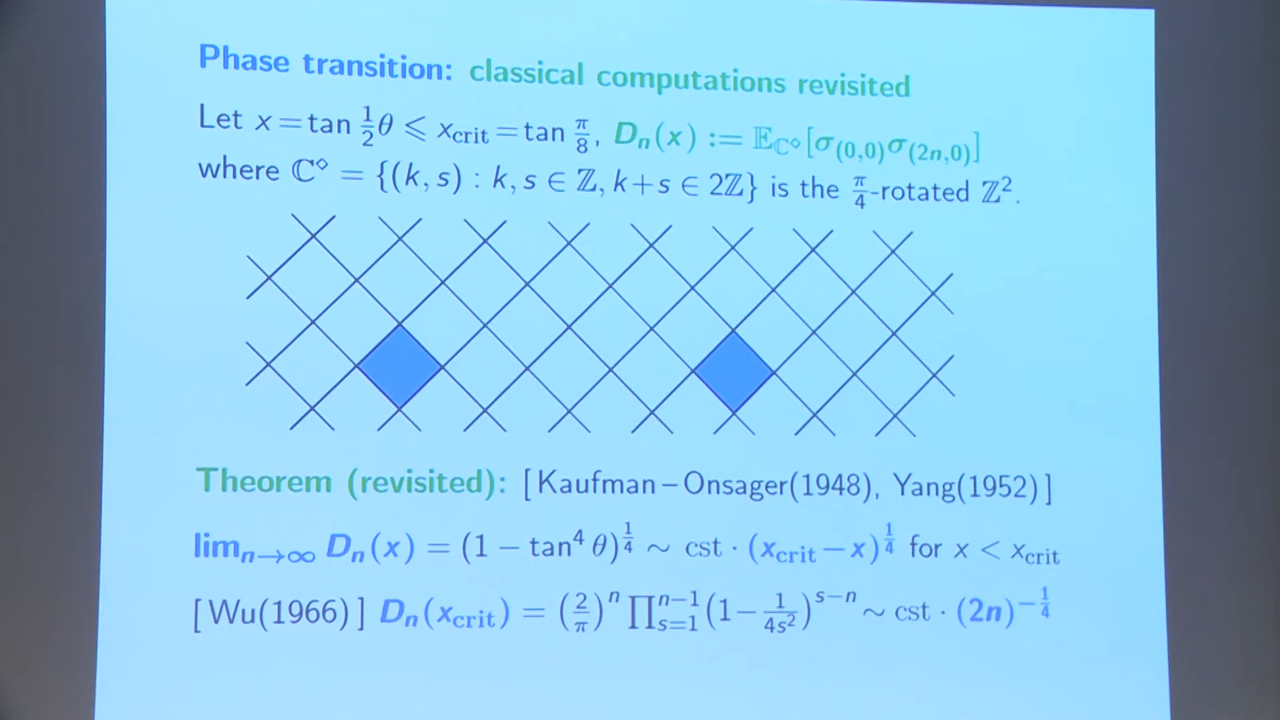 Phase transition: classical computations revisited
Let x = tan ½θ ⩽ x_crit = tan π/8, D_n(x) := 𝔼_ℂ⋄[σ_(0,0)σ_(2n,0)]
where ℂ⋄ = {(k, s) : k, s ∈ ℤ, k+s ∈ 2ℤ} is the π/4-rotated ℤ².
Theorem (revisited): [Kaufman–Onsager(1948), Yang(1952)]
lim_{n→∞} D_n(x) = (1 − tan⁴ θ)^{1/4} ∼ cst · (x_crit − x)^{1/4} for x < x_crit
[Wu(1966)] D_n(x_crit) = (2/π)^n ∏_{s=1}^{n−1} (1 − 1/(4s²))^{s−n} ∼ cst · (2n)^{−1/4}